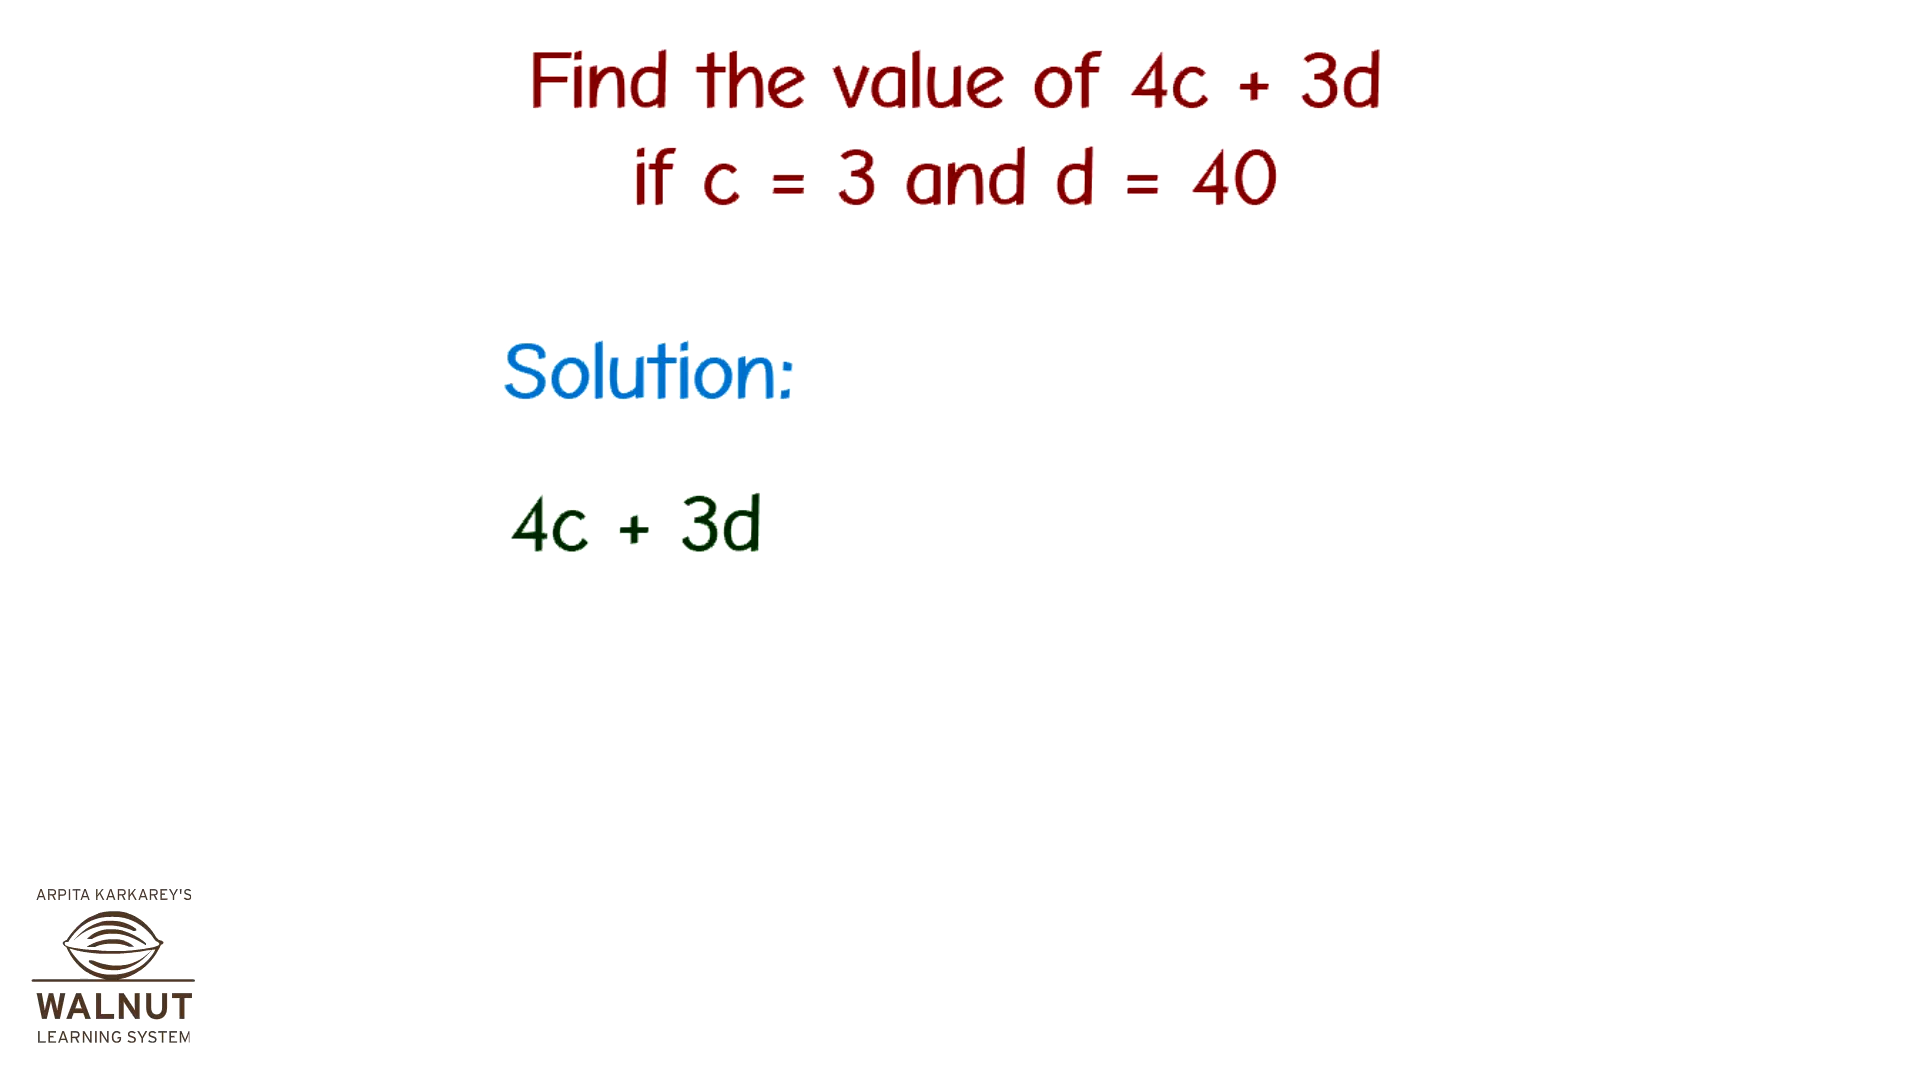 Find the value of 4c + 3d
if c = 3 and d = 40
Solution:
4c + 3d
ARPITA KARKAREY'S
WALNUT
LEARNING SYSTEM